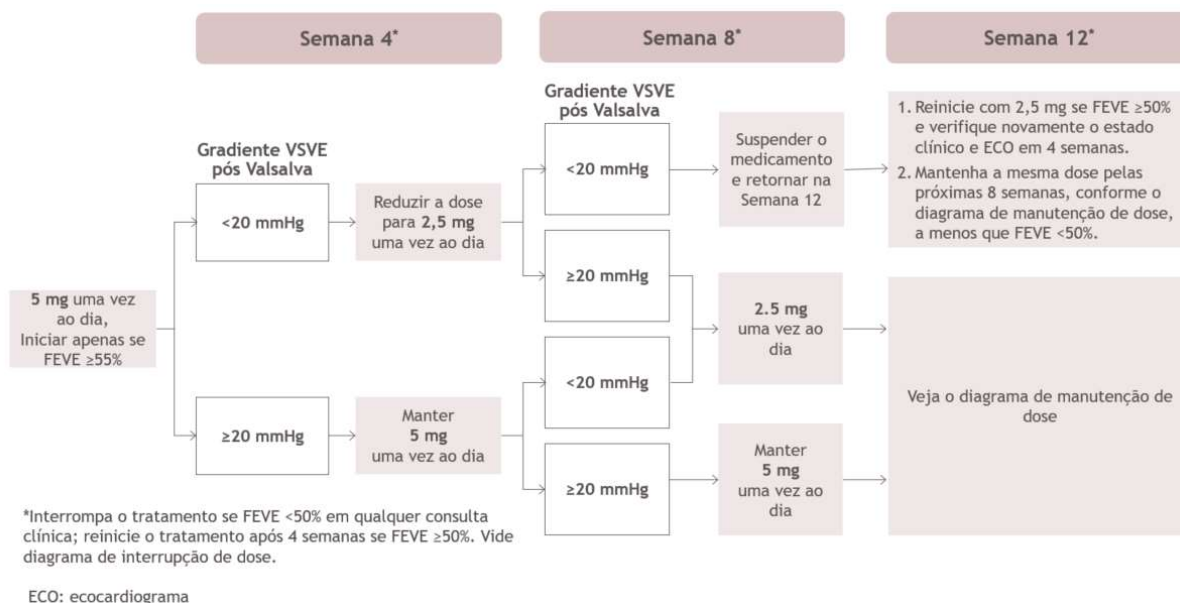 Semana 4*
Semana 8*
Semana 12*
Gradiente VSVE
pós Valsalva
<20 mmHg
Reduzir a dose
para 2,5 mg
uma vez ao dia
Gradiente VSVE
pós Valsalva
<20 mmHg
Suspender o
medicamento
e retornar na
Semana 12
1. Reinicie com 2,5 mg se FEVE ≥50%
e verifique novamente o estado
clínico e ECO em 4 semanas.
2. Mantenha a mesma dose pelas
próximas 8 semanas, conforme o
diagrama de manutenção de dose,
a menos que FEVE <50%.
≥20 mmHg
5 mg uma vez
ao dia,
Iniciar apenas se
FEVE ≥55%
2.5 mg
uma vez ao
dia
<20 mmHg
Veja o diagrama de manutenção de
dose
≥20 mmHg
Manter
5 mg
uma vez ao dia
≥20 mmHg
Manter
5 mg
uma vez ao
dia
*Interrompa o tratamento se FEVE <50% em qualquer consulta
clínica; reinicie o tratamento após 4 semanas se FEVE ≥50%. Vide
diagrama de interrupção de dose.
ECO: ecocardiograma